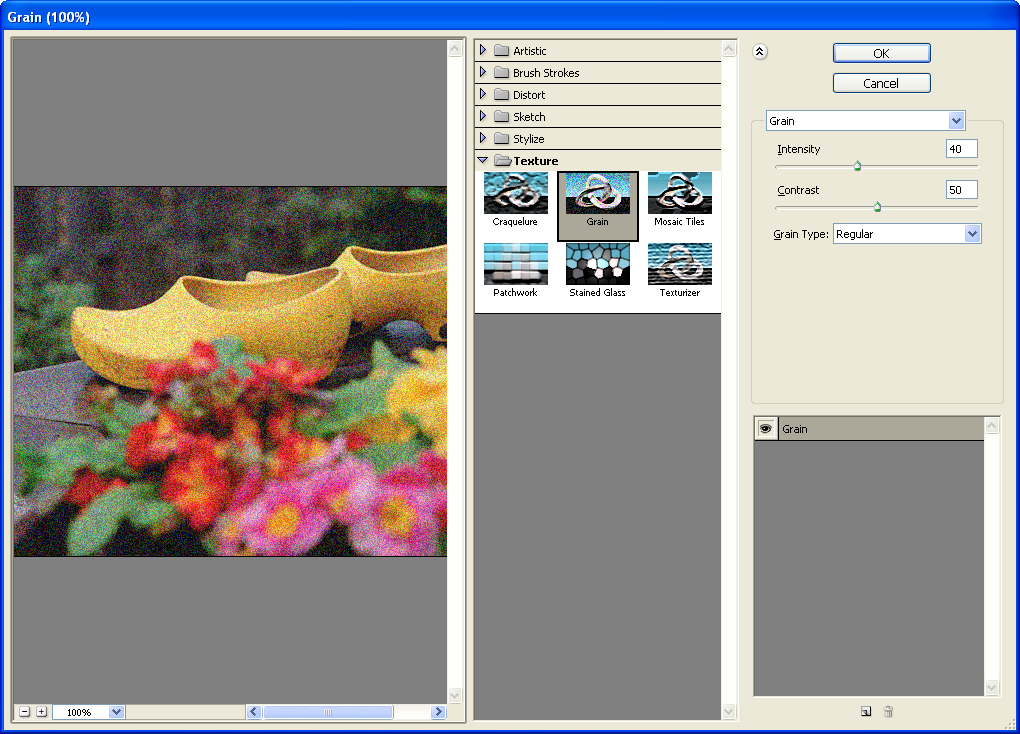 Grain (100%)
Artistic
Brush Strokes
Distort
Sketch
Stylize
Texture
Craquelure
Grain
Mosaic Tiles
Patchwork
Stained Glass
Texturizer
100%
OK
Cancel
Grain
Intensity
40
Contrast
50
Grain Type: Regular
Grain